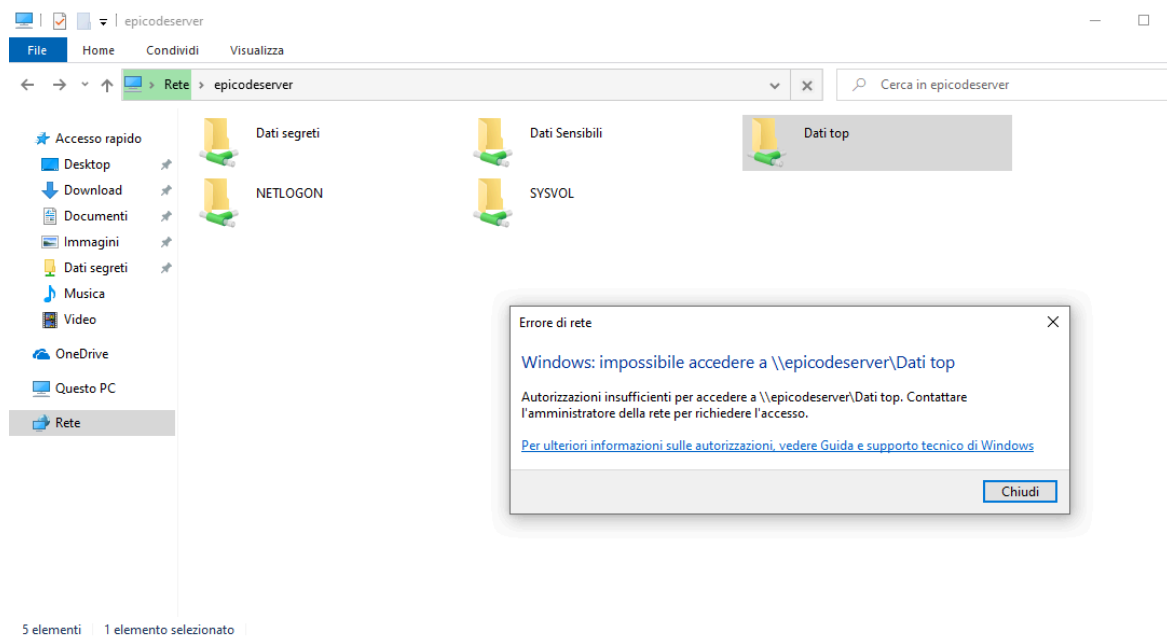 epicodeserver
File Home Condividi Visualizza
Rete epicodeserver
Cerca in epicodeserver
Accesso rapido
Desktop
Download
Documenti
Immagini
Dati segreti
Musica
Video
OneDrive
Questo PC
Rete
Dati segreti
Dati Sensibili
Dati top
NETLOGON
SYSVOL
Errore di rete
Windows: impossibile accedere a \\epicodeserver\Dati top
Autorizzazioni insufficienti per accedere a \\epicodeserver\Dati top. Contattare
l'amministratore della rete per richiedere l'accesso.
Per ulteriori informazioni sulle autorizzazioni, vedere Guida e supporto tecnico di Windows
Chiudi
5 elementi 1 elemento selezionato